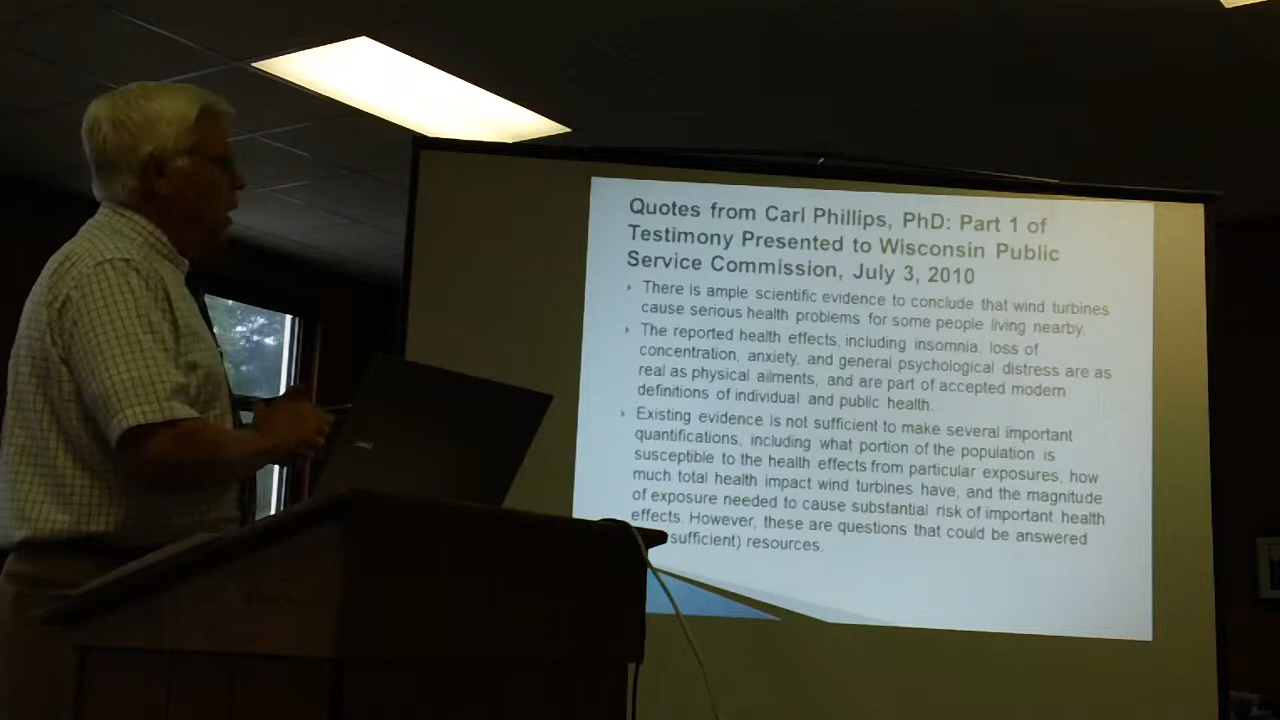 Quotes from Carl Phillips, PhD: Part 1 of
Testimony Presented to Wisconsin Public
Service Commission, July 3, 2010
There is ample scientific evidence to conclude that wind turbines
cause serious health problems for some people living nearby.
The reported health effects, including insomnia, loss of
concentration, anxiety, and general psychological distress are as
real as physical ailments, and are part of accepted modern
definitions of individual and public health.
Existing evidence is not sufficient to make several important
quantifications, including what portion of the population is
susceptible to the health effects from particular exposures, how
much total health impact wind turbines have, and the magnitude
of exposure needed to cause substantial risk of important health
effects. However, these are questions that could be answered
sufficient) resources.